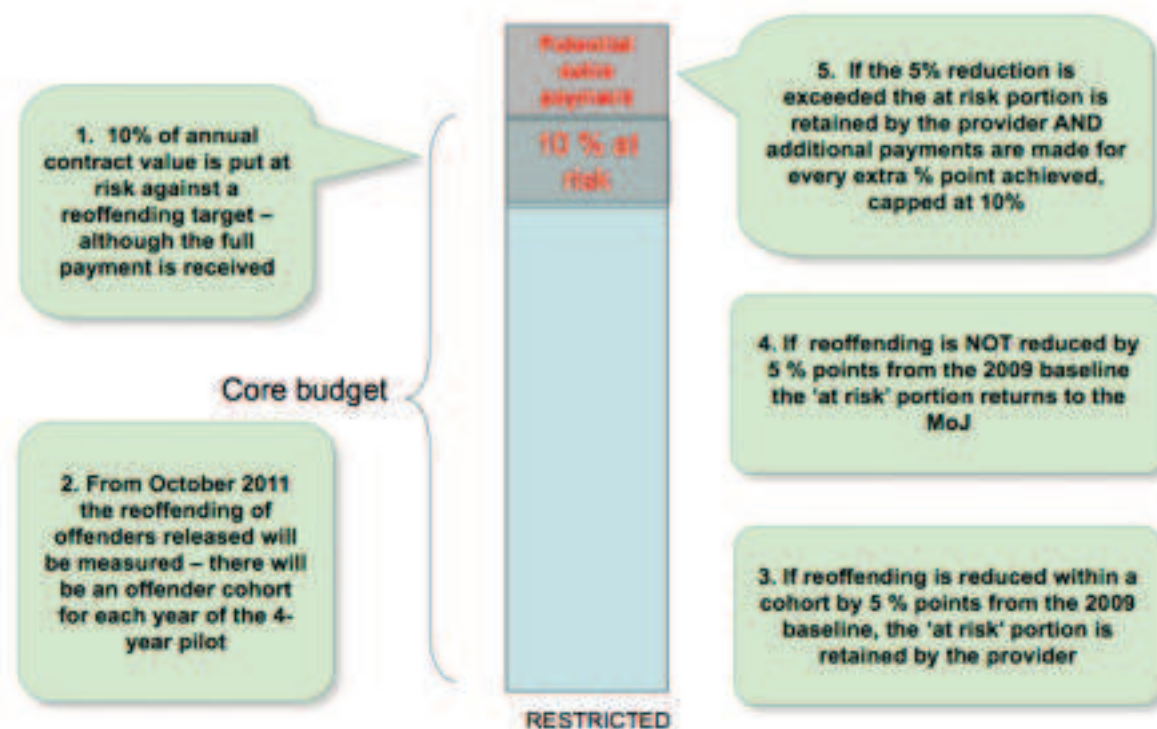 1. 10% of annual
contract value is put at
risk against a
reoffending target –
although the full
payment is received
2. From October 2011
the reoffending of
offenders released will
be measured – there will
be an offender cohort
for each year of the 4-
year pilot
Core budget
Potential
extra
payment
10 % at
risk
RESTRICTED
5. If the 5% reduction is
exceeded the at risk portion is
retained by the provider AND
additional payments are made for
every extra % point achieved,
capped at 10%
4. If reoffending is NOT reduced by
5 % points from the 2009 baseline
the 'at risk' portion returns to the
MoJ
3. If reoffending is reduced within a
cohort by 5 % points from the 2009
baseline, the 'at risk' portion is
retained by the provider